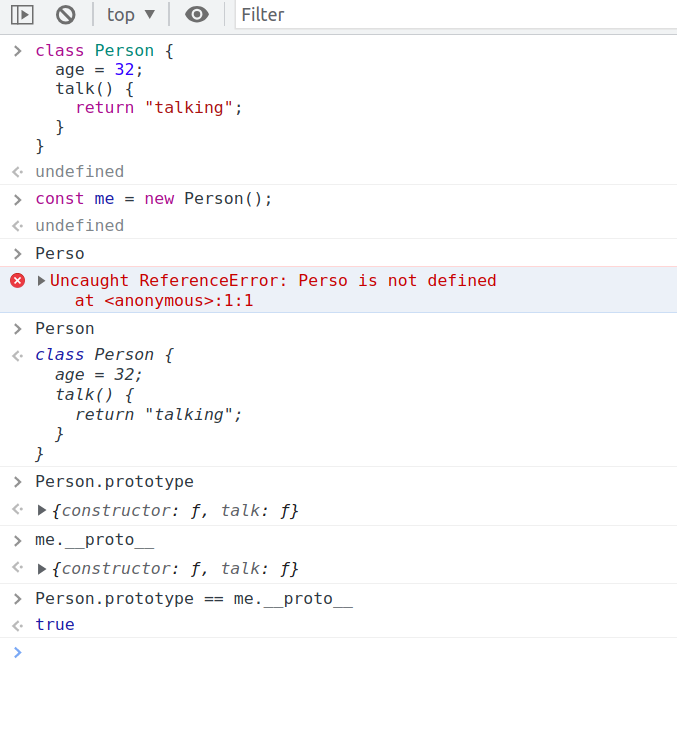 top Filter
class Person {
  age = 32;
  talk() {
    return "talking";
  }
}
undefined
const me = new Person();
undefined
Perso
Uncaught ReferenceError: Perso is not defined
    at <anonymous>:1:1
Person
class Person {
  age = 32;
  talk() {
    return "talking";
  }
}
Person.prototype
{constructor: ƒ, talk: ƒ}
me.__proto__
{constructor: ƒ, talk: ƒ}
Person.prototype == me.__proto__
true